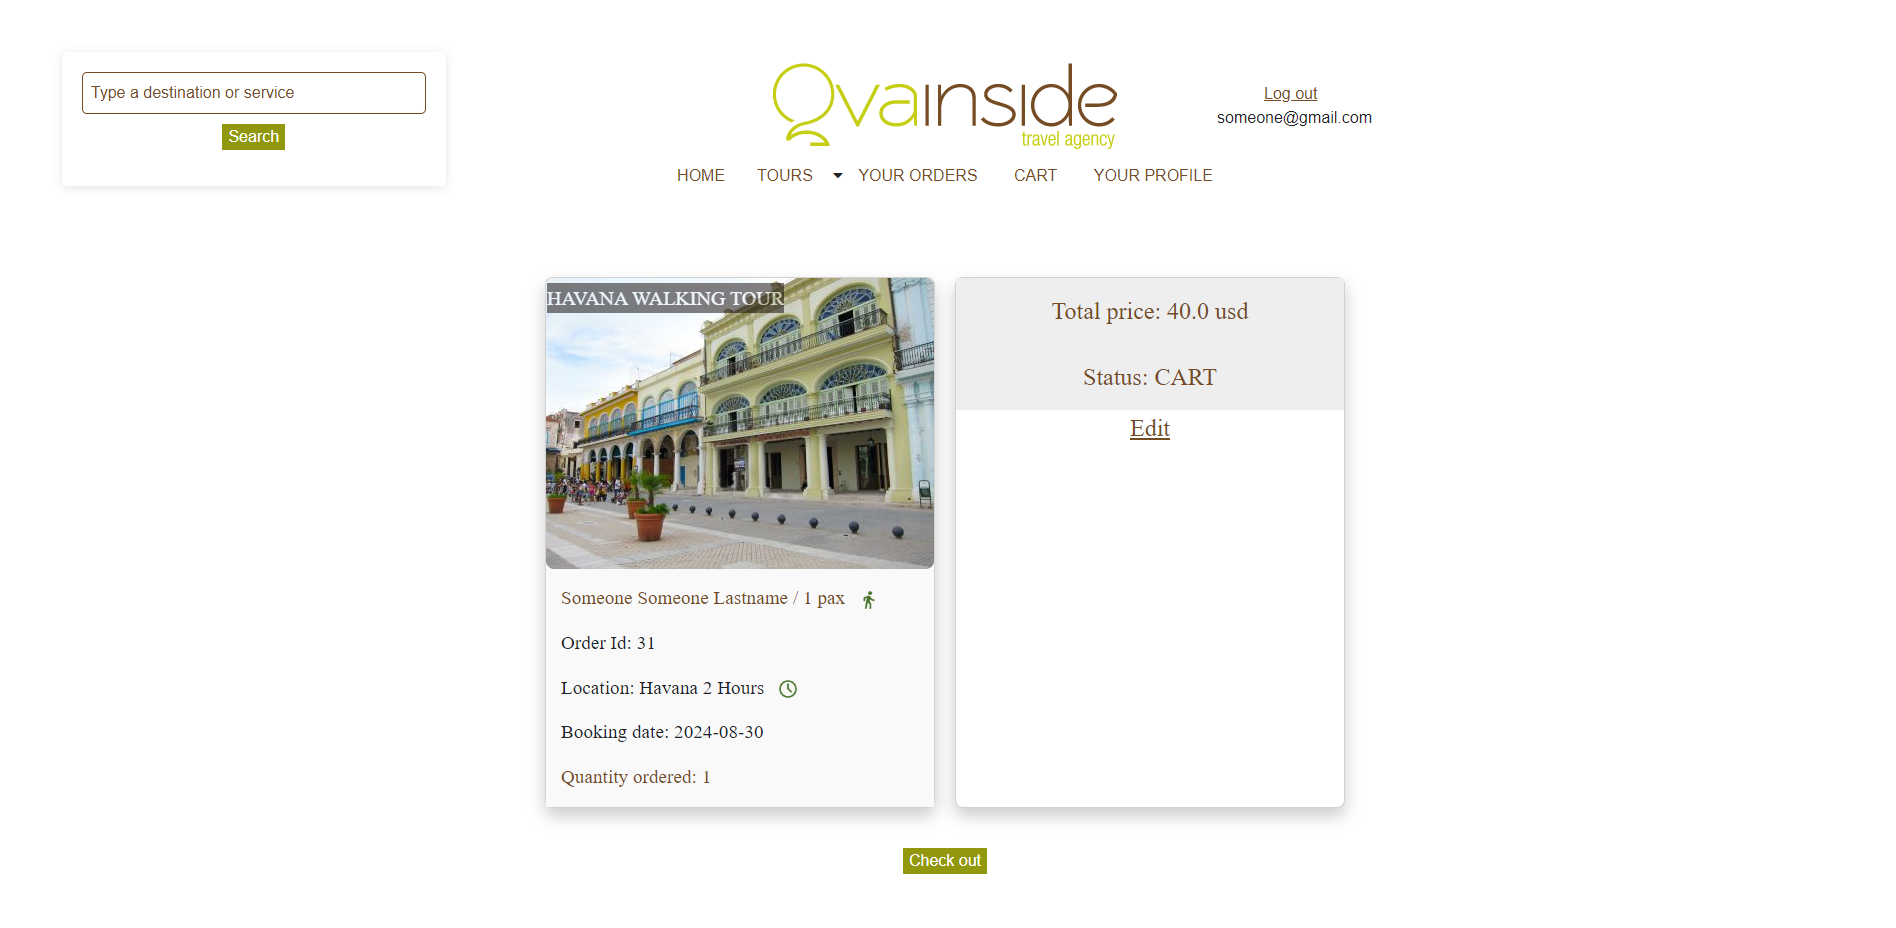 Type a destination or service
Search
Qvainside
travel agency
Log out
someone@gmail.com
HOME TOURS YOUR ORDERS CART YOUR PROFILE
HAVANA WALKING TOUR
Someone Someone Lastname / 1 pax
Order Id: 31
Location: Havana 2 Hours
Booking date: 2024-08-30
Quantity ordered: 1
Total price: 40.0 usd
Status: CART
Edit
Check out